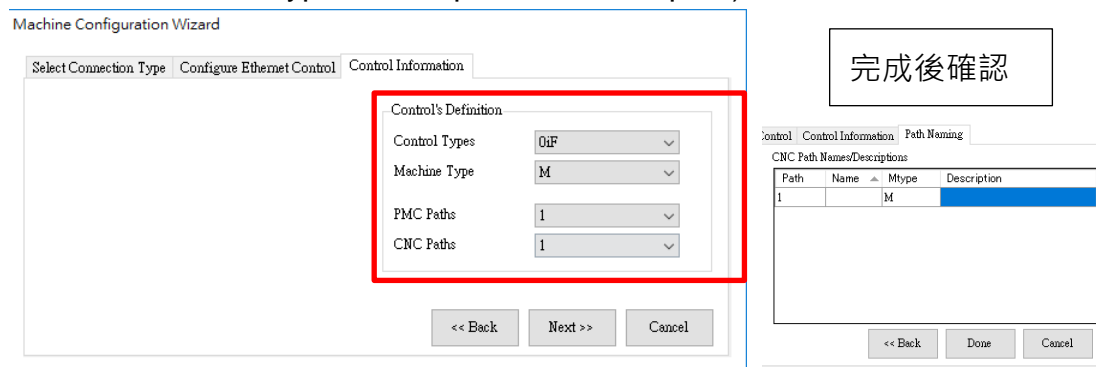 Machine Configuration Wizard
Select Connection Type Configure Ethernet Control Control Information
Control's Definition
Control Types 0iF
Machine Type M
PMC Paths 1
CNC Paths 1
<< Back Next >> Cancel
完成後確認
Control Control Information Path Naming
CNC Path Names/Descriptions
Path Name Mtype Description
1 M
<< Back Done Cancel